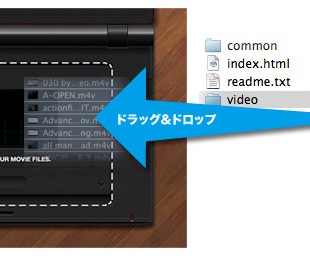 030 by ...eo.m4v
A-OPEN.m4v
actionfi...IT.m4v
Advanc...ov.m4v
Advanc...ng.m4v
all man...ad.m4v
UR MOVIE FILES.
ドラッグ&ドロップ
common
index.html
readme.txt
video